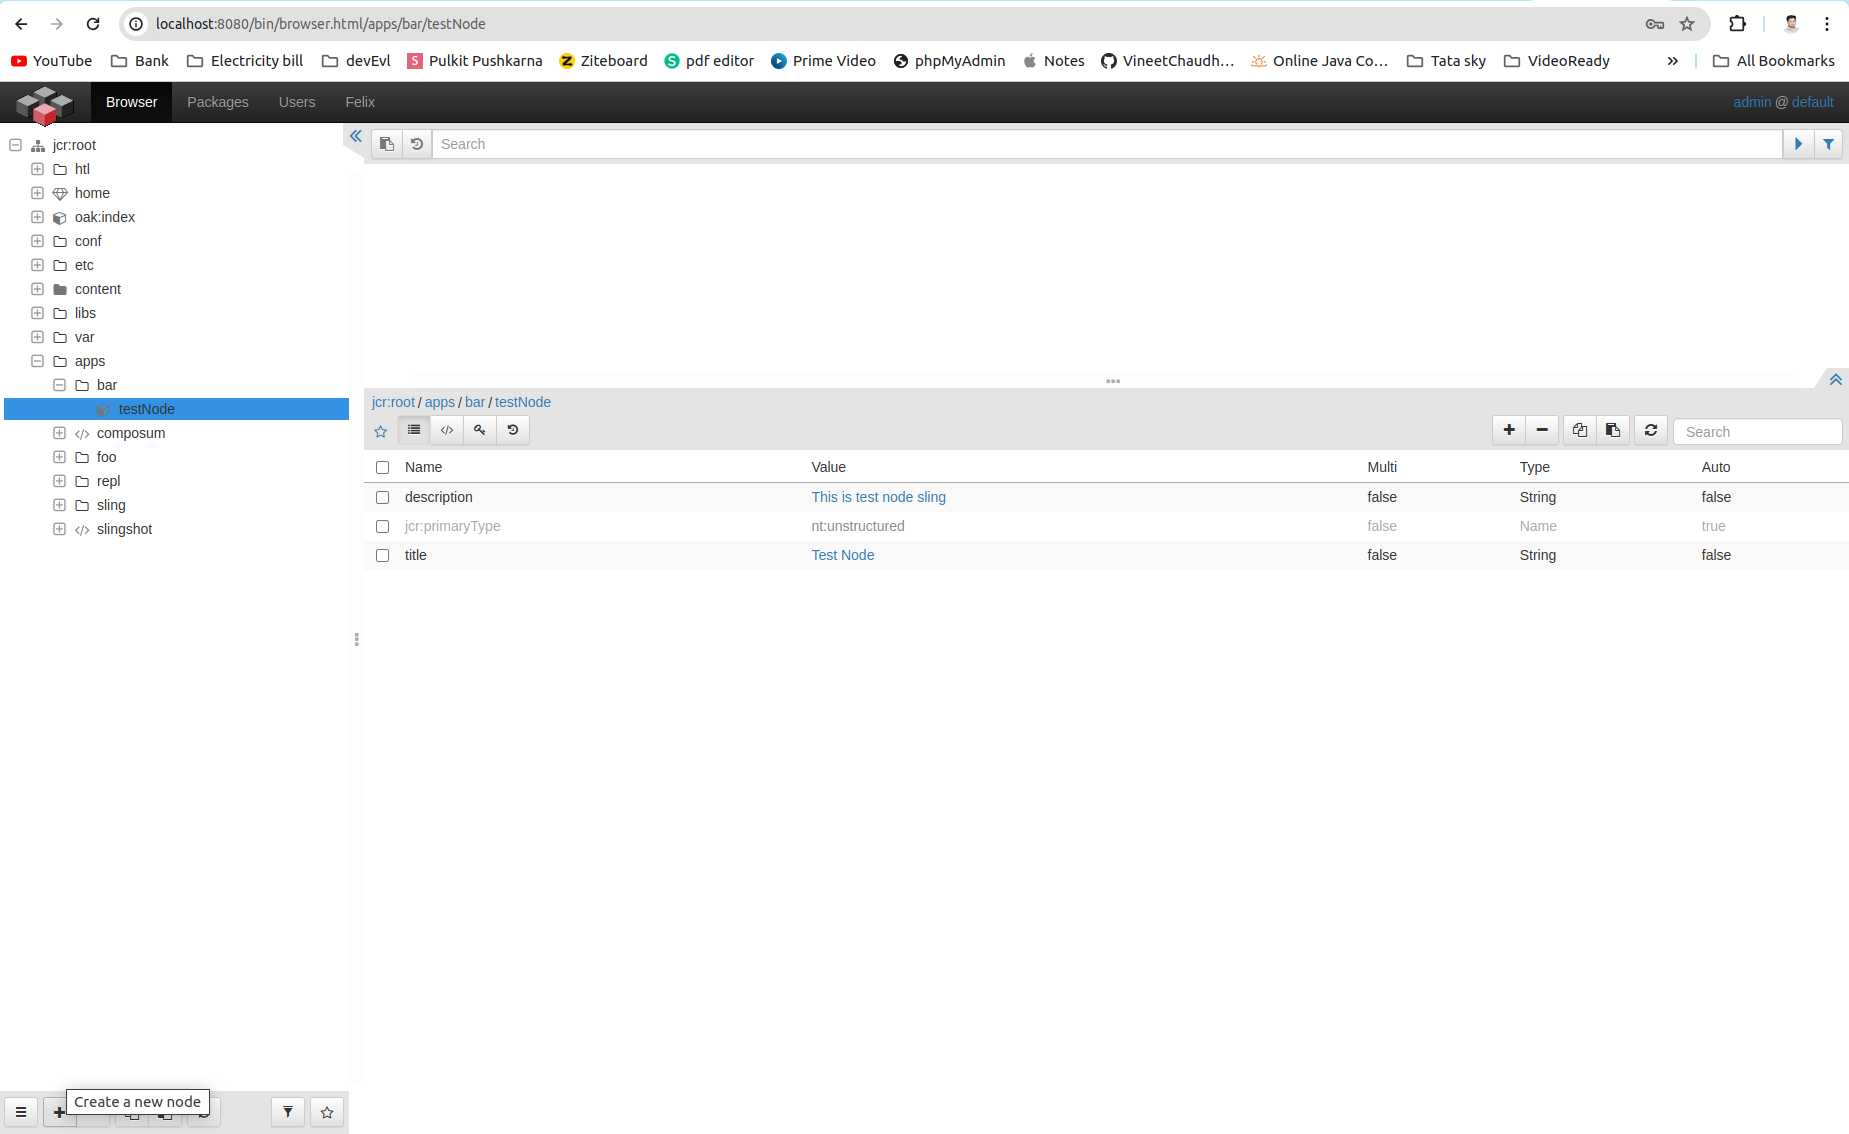 localhost:8080/bin/browser.html/apps/bar/testNode
YouTube Bank Electricity bill devEvl Pulkit Pushkarna Ziteboard pdf editor Prime Video phpMyAdmin Notes VineetChaudh... Online Java Co... Tata sky VideoReady » All Bookmarks
Browser Packages Users Felix admin @ default
jcr:root
Search
htl
home
oak:index
conf
etc
content
libs
var
apps
bar
testNode
composum
foo
repl
sling
slingshot
jcr:root / apps / bar / testNode
Search
Name Value Multi Type Auto
description This is test node sling false String false
jcr:primaryType nt:unstructured false Name true
title Test Node false String false
Create a new node